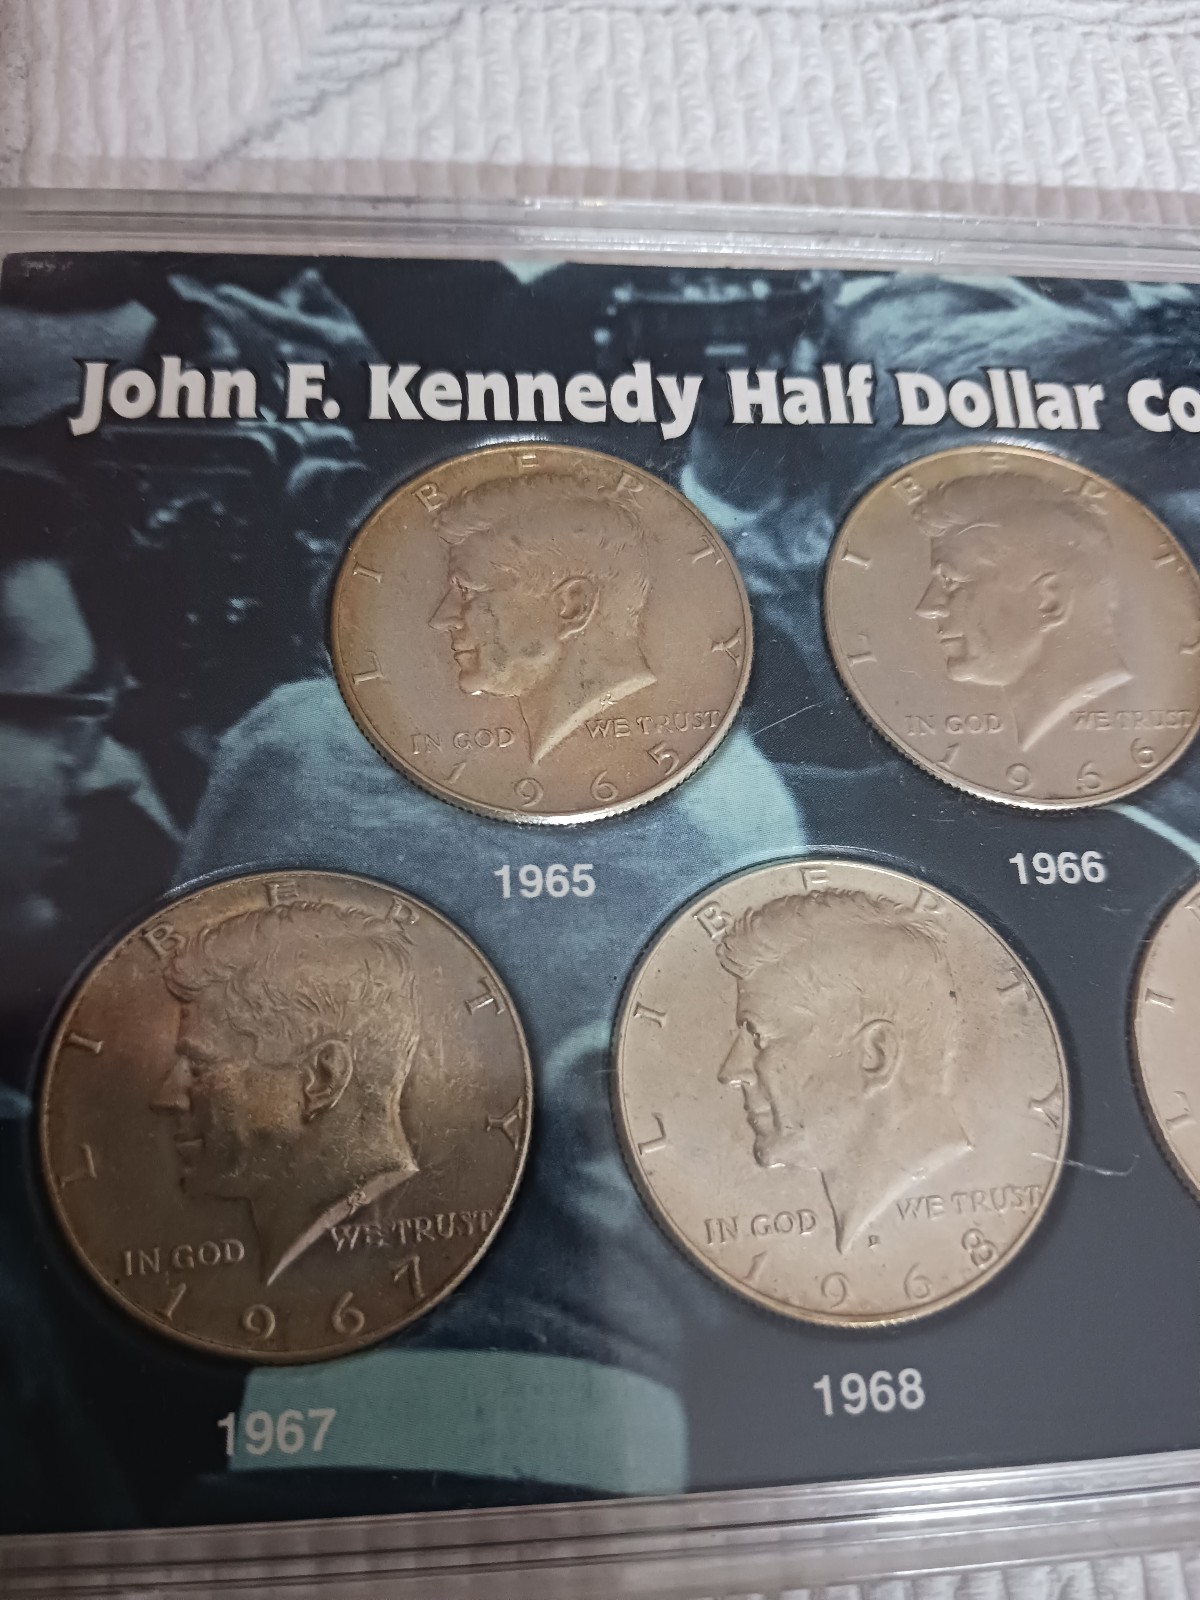 John F. Kennedy Half Dollar Co
LIBERTY
IN GOD WE TRUST
1965
1965
LIBERTY
IN GOD WE TRUST
1966
1966
LIBERTY
IN GOD WE TRUST
1967
1967
LIBERTY
IN GOD WE TRUST
D
1968
1968
L I